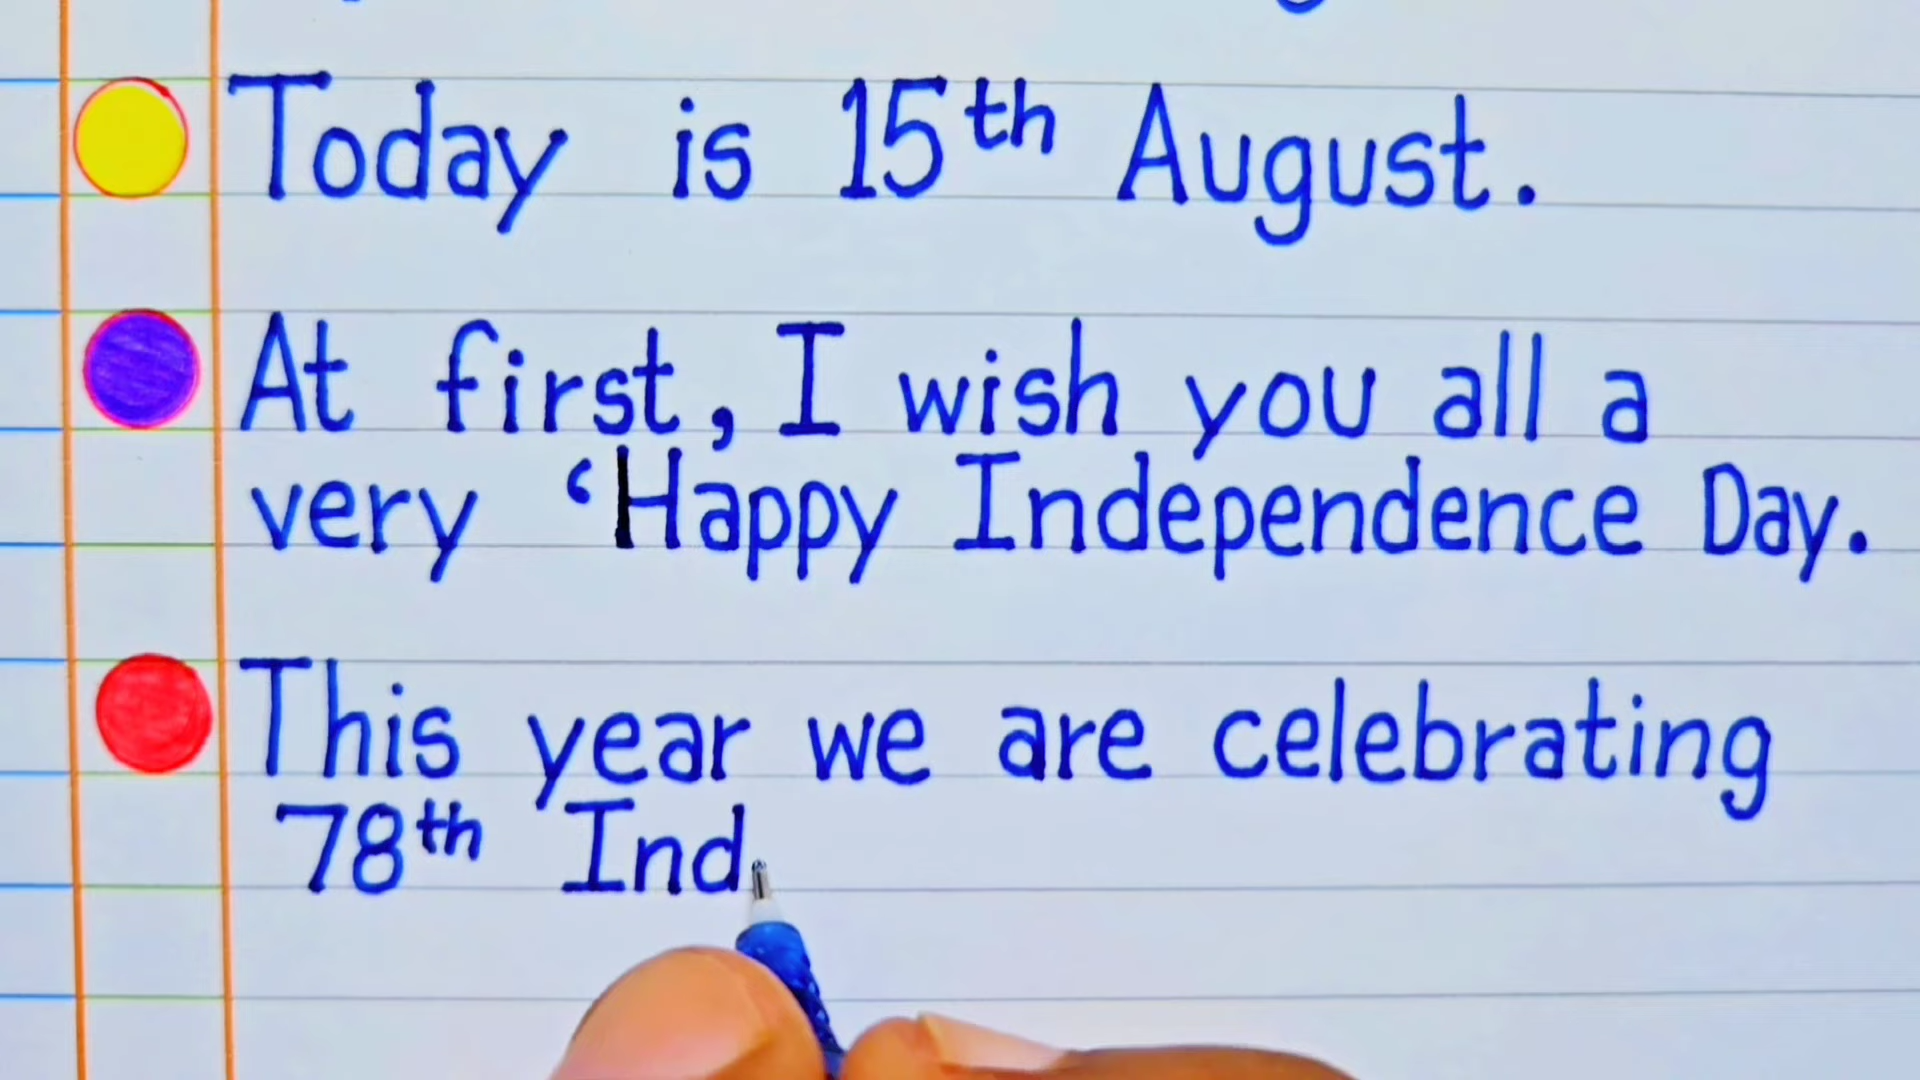 Today is 15th August.
At first, I wish you all a
very ‘Happy Independence Day.
This year we are celebrating
78th Ind